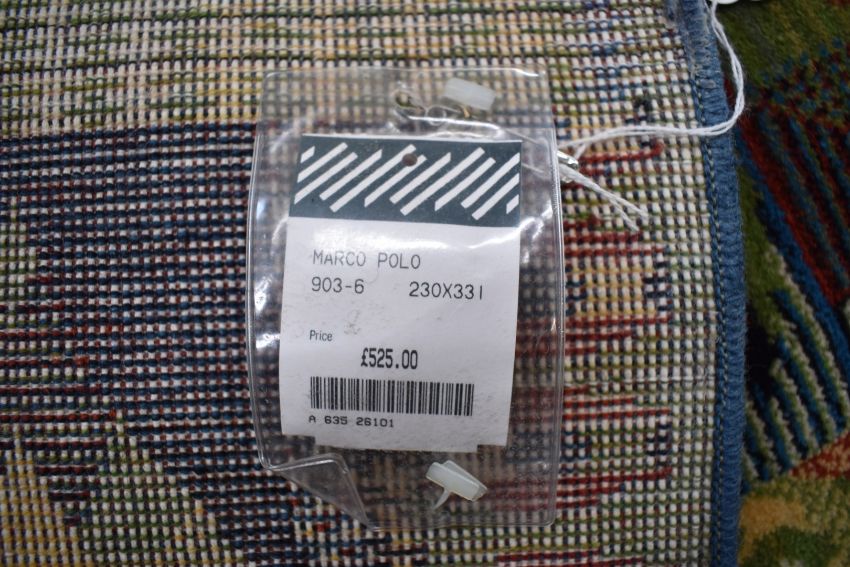 MARCO POLO
903-6 230X331
Price
£525.00
A 635 26101